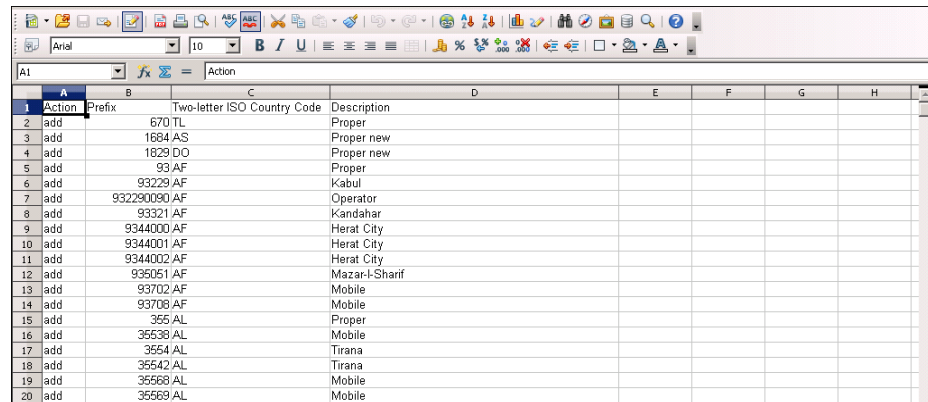 Arial 10 B I U
A1 fx Σ = Action
A B C D E F G H
1 Action Prefix Two-letter ISO Country Code Description
2 add 670 TL Proper
3 add 1684 AS Proper new
4 add 1829 DO Proper new
5 add 93 AF Proper
6 add 93229 AF Kabul
7 add 932290090 AF Operator
8 add 93321 AF Kandahar
9 add 9344000 AF Herat City
10 add 9344001 AF Herat City
11 add 9344002 AF Herat City
12 add 935051 AF Mazar-I-Sharif
13 add 93702 AF Mobile
14 add 93708 AF Mobile
15 add 355 AL Proper
16 add 35538 AL Mobile
17 add 3554 AL Tirana
18 add 35542 AL Tirana
19 add 35568 AL Mobile
20 add 35569 AL Mobile